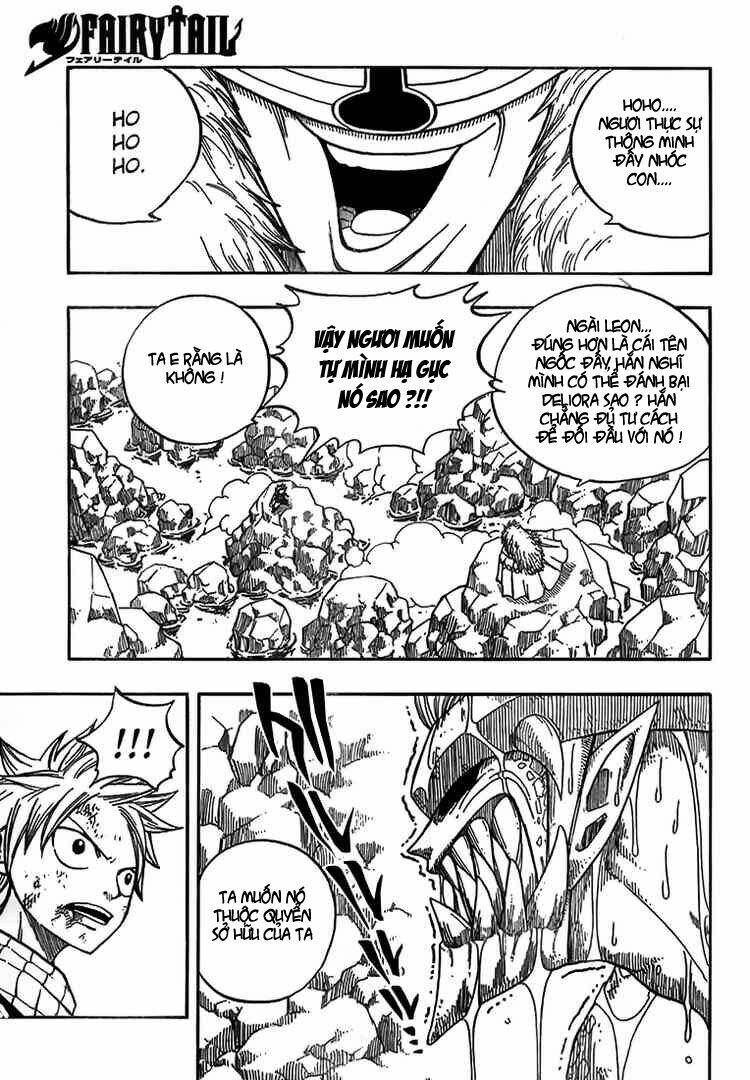 FAIRY TAIL
フェアリーテイル
HOHO....
NGƯƠI THỰC SỰ
THÔNG MINH
ĐẤY NHÓC
CON....
HO
HO
HO.
NGÀI LEON...
ĐÚNG HƠN LÀ CÁI TÊN
NGỐC ĐẤY, HẮN NGHĨ
MÌNH CÓ THỂ ĐÁNH BẠI
DELIORA SAO ? HẮN
CHẲNG ĐỦ TƯ CÁCH
ĐỂ ĐỐI ĐẦU VỚI NÓ !
VẬY NGƯƠI MUỐN
TỰ MÌNH HẠ GỤC
NÓ SAO ?!!
TA E RẰNG LÀ
KHÔNG !
TA MUỐN NÓ
THUỘC QUYỀN
SỞ HỮU CỦA TA
!!!